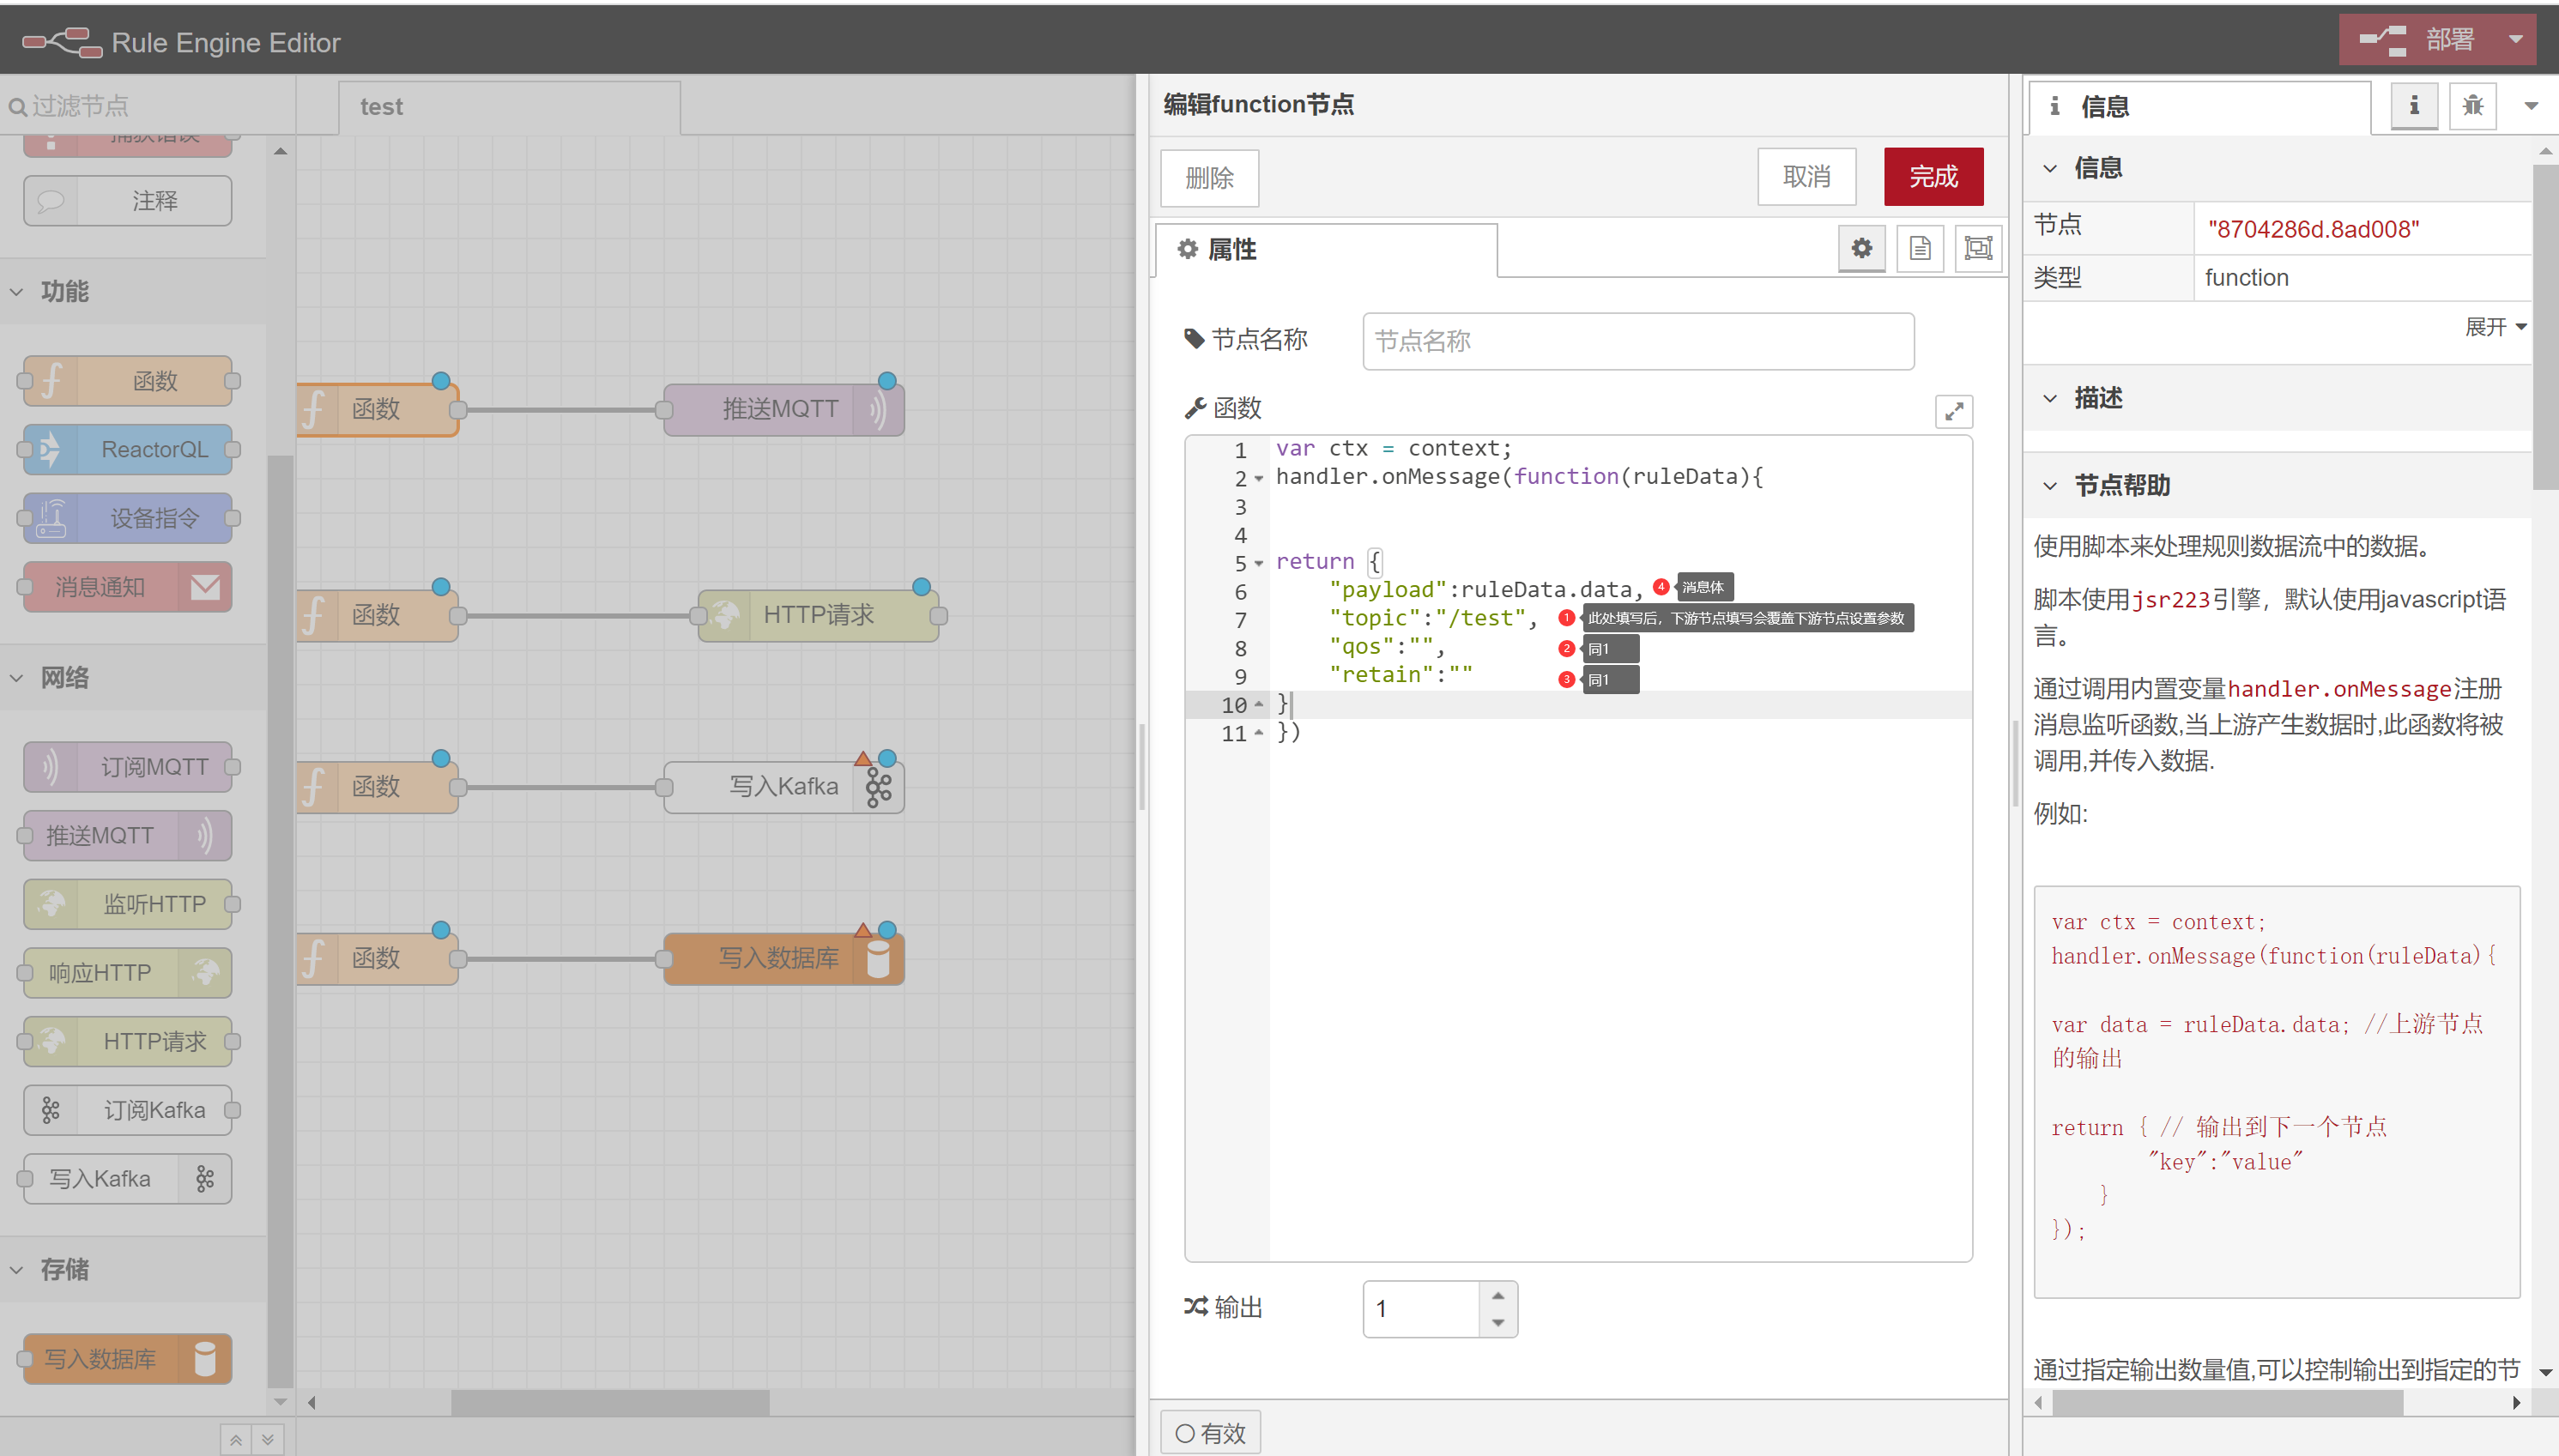 Rule Engine Editor
部署
过滤节点
捕获错误
注释
功能
函数
ReactorQL
设备指令
消息通知
网络
订阅MQTT
推送MQTT
监听HTTP
响应HTTP
HTTP请求
订阅Kafka
写入Kafka
存储
写入数据库
test
函数
推送MQTT
函数
HTTP请求
函数
写入Kafka
函数
写入数据库
编辑function节点
删除
取消
完成
属性
节点名称
节点名称
函数
1 var ctx = context;
2 handler.onMessage(function(ruleData){
3
4
5 return {
6 "payload":ruleData.data, 4 消息体
7 "topic":"/test", 1 此处填写后，下游节点填写会覆盖下游节点设置参数
8 "qos":"", 2 同1
9 "retain":"" 3 同1
10 }
11 })
输出
1
有效
信息
信息
节点 "8704286d.8ad008"
类型 function
展开
描述
节点帮助
使用脚本来处理规则数据流中的数据。
脚本使用jsr223引擎，默认使用javascript语
言。
通过调用内置变量handler.onMessage注册
消息监听函数,当上游产生数据时,此函数将被
调用,并传入数据.
例如:
var ctx = context;
handler.onMessage(function(ruleData){
var data = ruleData.data; //上游节点
的输出
return { // 输出到下一个节点
"key":"value"
}
});
通过指定输出数量值,可以控制输出到指定的节